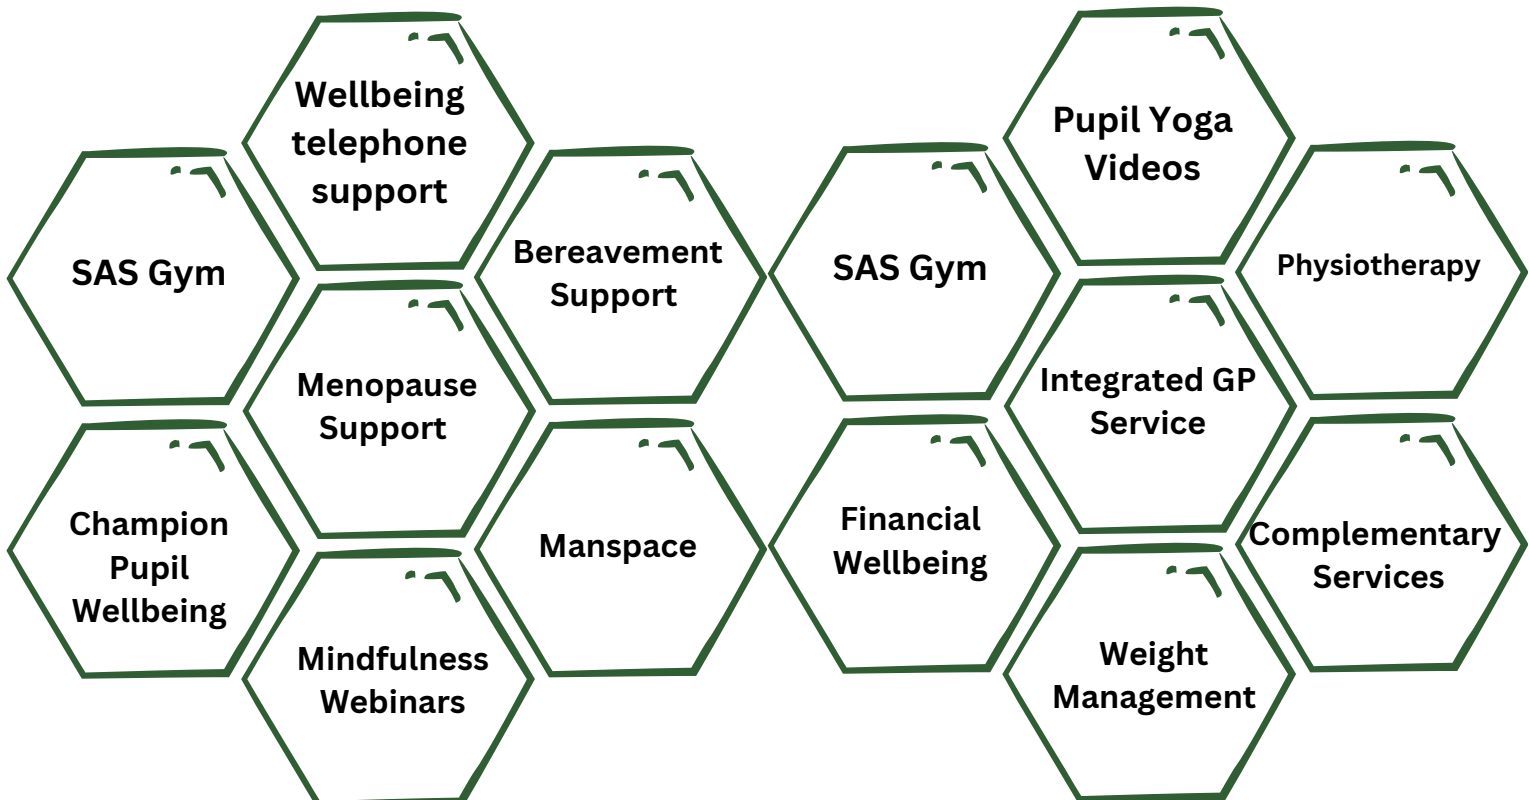 Wellbeing
telephone
support
SAS Gym
Bereavement
Support
Menopause
Support
Champion
Pupil
Wellbeing
Manspace
Mindfulness
Webinars
Pupil Yoga
Videos
SAS Gym
Physiotherapy
Integrated GP
Service
Financial
Wellbeing
Complementary
Services
Weight
Management